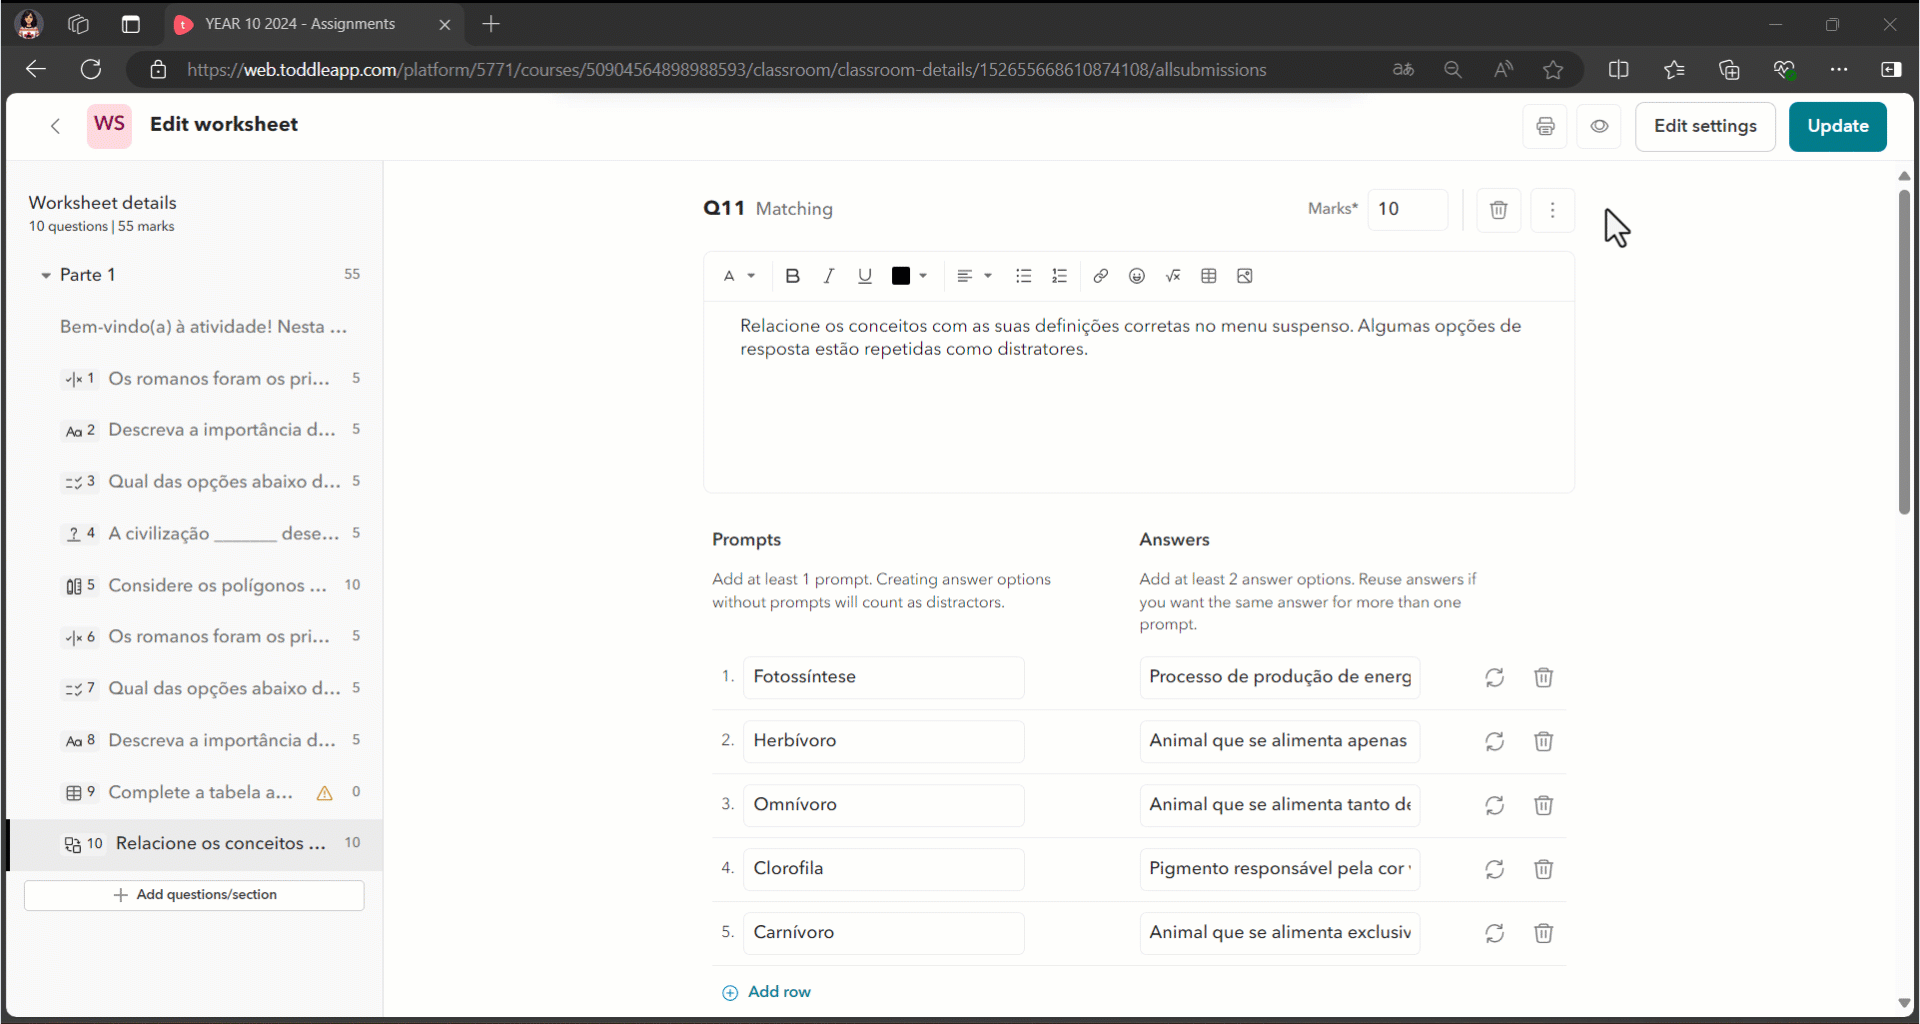 YEAR 10 2024 - Assignments
https://web.toddleapp.com/platform/5771/courses/50904564898988593/classroom/classroom-details/152655668610874108/allsubmissions
WS Edit worksheet
Edit settings
Update
Worksheet details
10 questions | 55 marks
Parte 1 55
Bem-vindo(a) à atividade! Nesta ...
1 Os romanos foram os pri... 5
Aa 2 Descreva a importância d... 5
3 Qual das opções abaixo d... 5
? 4 A civilização _______ dese... 5
5 Considere os polígonos ... 10
6 Os romanos foram os pri... 5
7 Qual das opções abaixo d... 5
Aa 8 Descreva a importância d... 5
9 Complete a tabela a... 0
10 Relacione os conceitos ... 10
+ Add questions/section
Q11 Matching
Marks* 10
A B I U
Relacione os conceitos com as suas definições corretas no menu suspenso. Algumas opções de
resposta estão repetidas como distratores.
Prompts
Add at least 1 prompt. Creating answer options
without prompts will count as distractors.
Answers
Add at least 2 answer options. Reuse answers if
you want the same answer for more than one
prompt.
1. Fotossíntese Processo de produção de energ
2. Herbívoro Animal que se alimenta apenas
3. Omnívoro Animal que se alimenta tanto de
4. Clorofila Pigmento responsável pela cor
5. Carnívoro Animal que se alimenta exclusiv
Add row